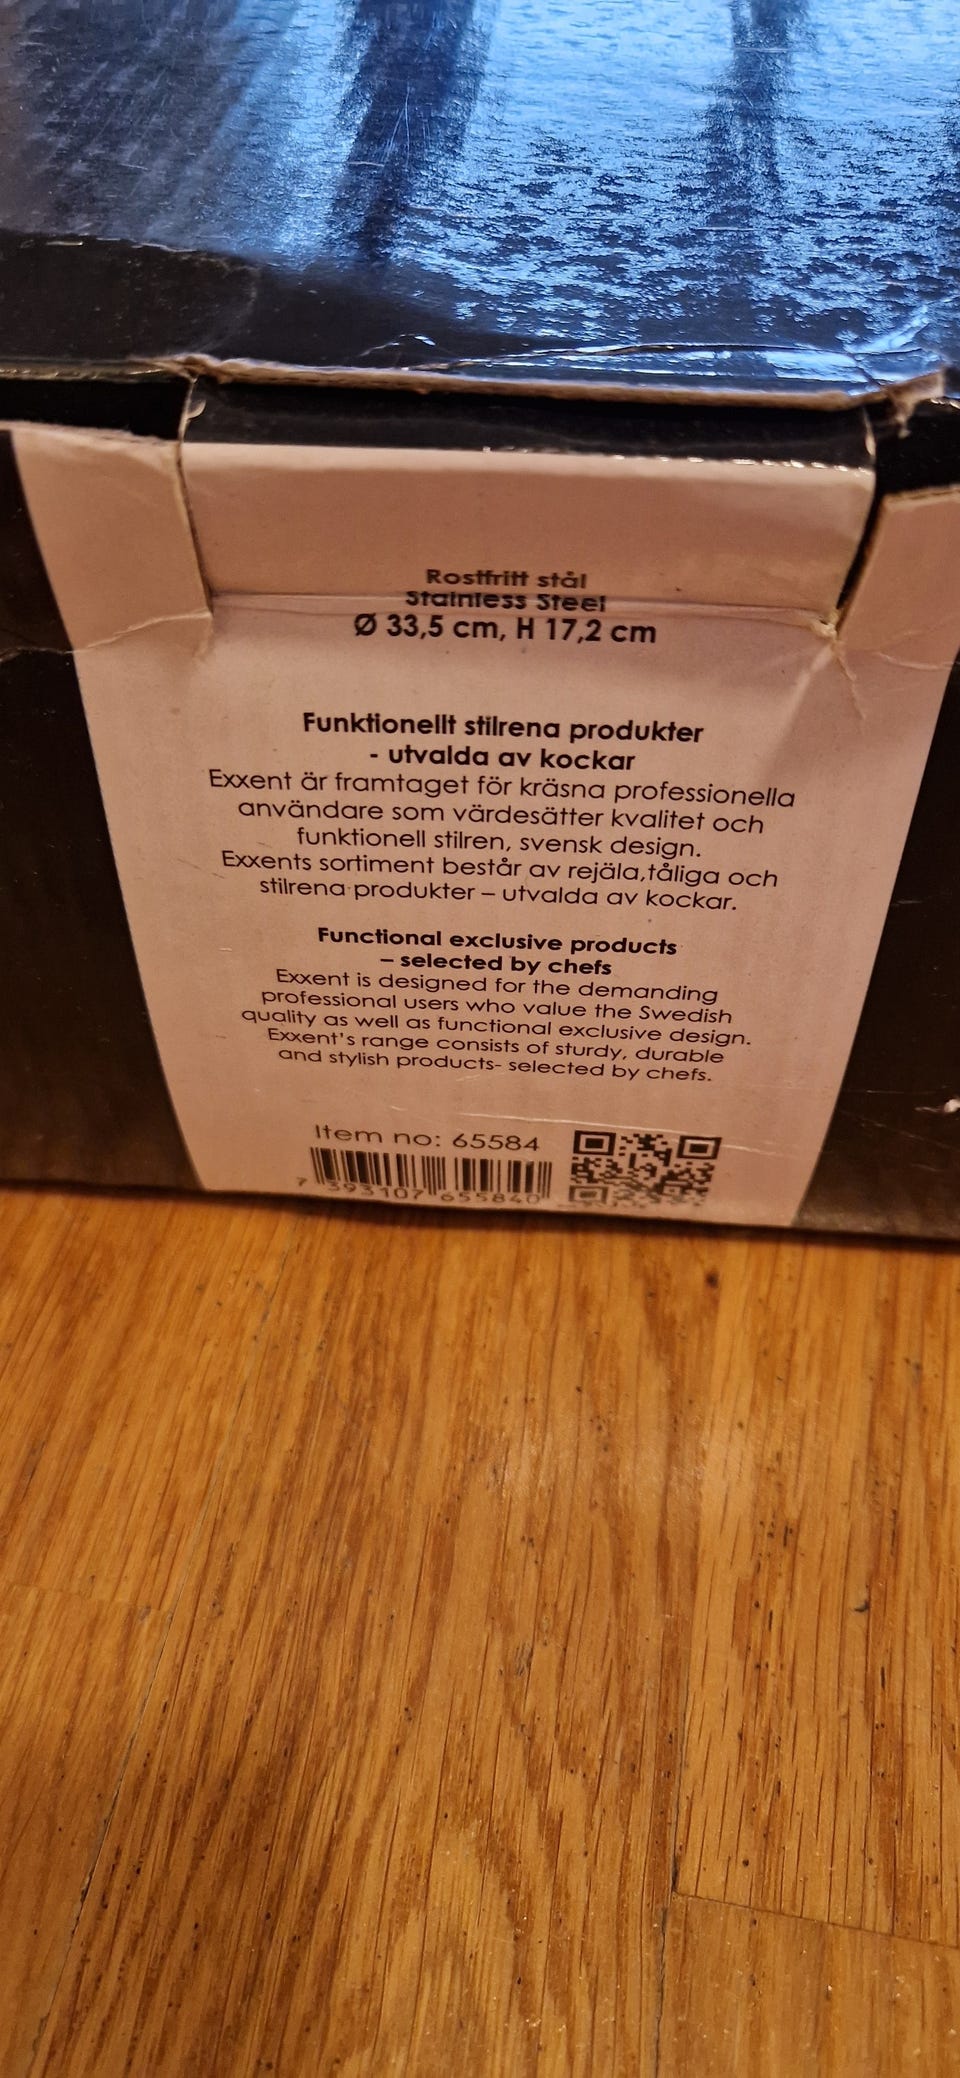 Rostfritt stål
Stainless Steel
Ø 33,5 cm, H 17,2 cm
Funktionellt stilrena produkter
- utvalda av kockar
Exxent är framtaget för kräsna professionella
användare som värdesätter kvalitet och
funktionell stilren, svensk design.
Exxents sortiment består av rejäla,tåliga och
stilrena produkter – utvalda av kockar.
Functional exclusive products
– selected by chefs
Exxent is designed for the demanding
professional users who value the Swedish
quality as well as functional exclusive design.
Exxent's range consists of sturdy, durable
and stylish products- selected by chefs.
Item no: 65584
7 393107 655840